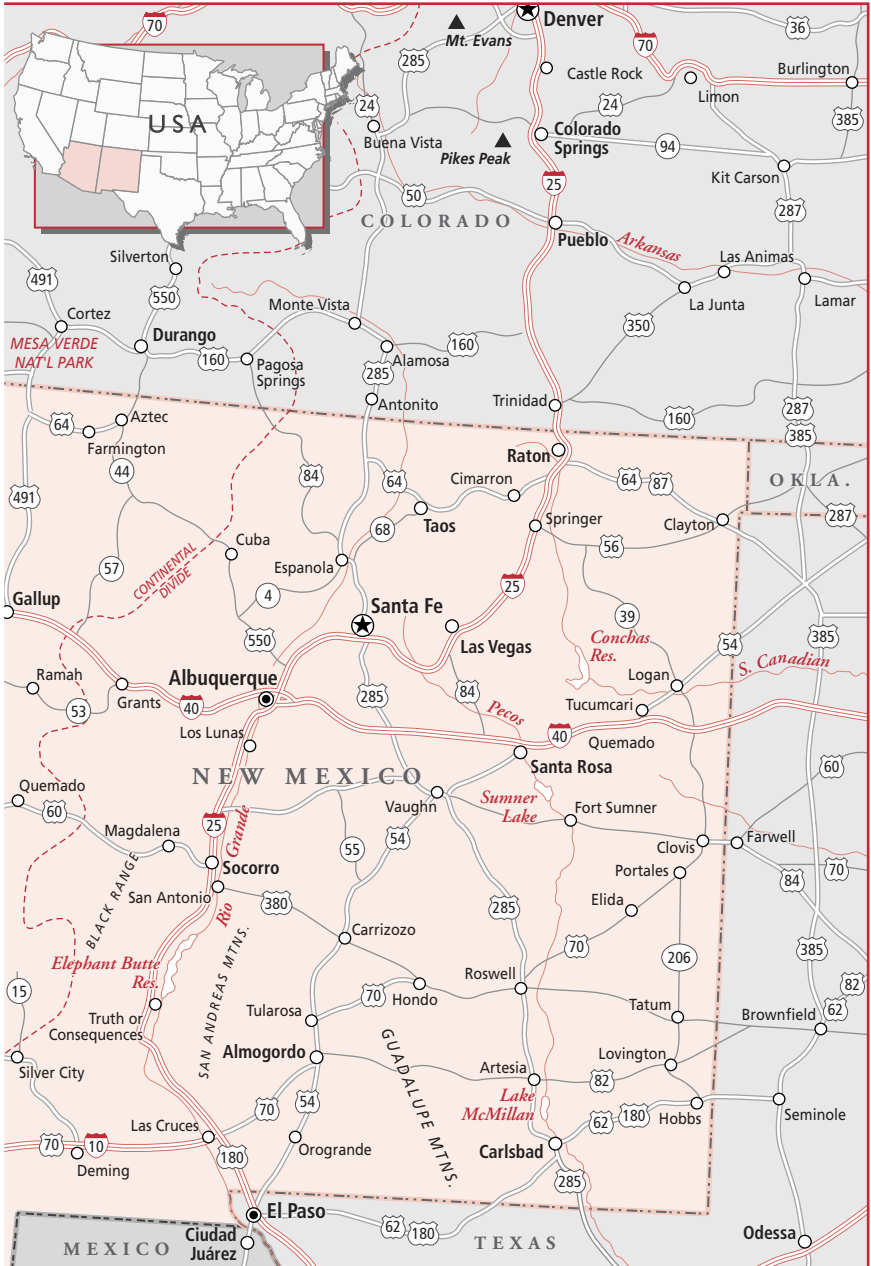 70
Denver
36
Mt. Evans
285
70
Castle Rock
Burlington
24
Limon
24
USA
Buena Vista
Colorado
Springs
385
Pikes Peak
94
Kit Carson
25
50
287
COLORADO
Pueblo
Arkansas
Silverton
Las Animas
491
550
La Junta
Lamar
Monte Vista
Cortez
350
Durango
MESA VERDE
NAT'L PARK
160
160
Alamosa
Pagosa
Springs
285
Antonito
Trinidad
287
160
Aztec
64
385
Farmington
Raton
44
84
64
Cimarron
64
87
OKLA.
491
Taos
Springer
Clayton
287
68
Cuba
56
CONTINENTAL
DIVIDE
Espanola
57
25
4
Gallup
Santa Fe
39
550
Las Vegas
Conchas
Res.
54
385
S. Canadian
Ramah
Albuquerque
Logan
285
84
Grants
40
Tucumcari
53
Pecos
Los Lunas
40
Quemado
Santa Rosa
60
NEW MEXICO
Quemado
Vaughn
Sumner
Lake
Fort Sumner
60
25
Grande
Magdalena
54
Clovis
Farwell
55
Socorro
Portales
70
84
San Antonio
BLACK RANGE
380
Elida
285
Rio
Carrizozo
70
206
385
Elephant Butte
Res.
SAN ANDREAS MTNS.
Roswell
82
15
70
Hondo
Tatum
62
Tularosa
Brownfield
Truth or
Consequences
GUADALUPE MTNS.
Almogordo
Lovington
Silver City
Artesia
82
Lake
McMillan
70
54
62
180
Hobbs
Seminole
Las Cruces
70
10
Orogrande
Carlsbad
180
Deming
285
El Paso
62
180
Ciudad
Juárez
Odessa
MEXICO
TEXAS